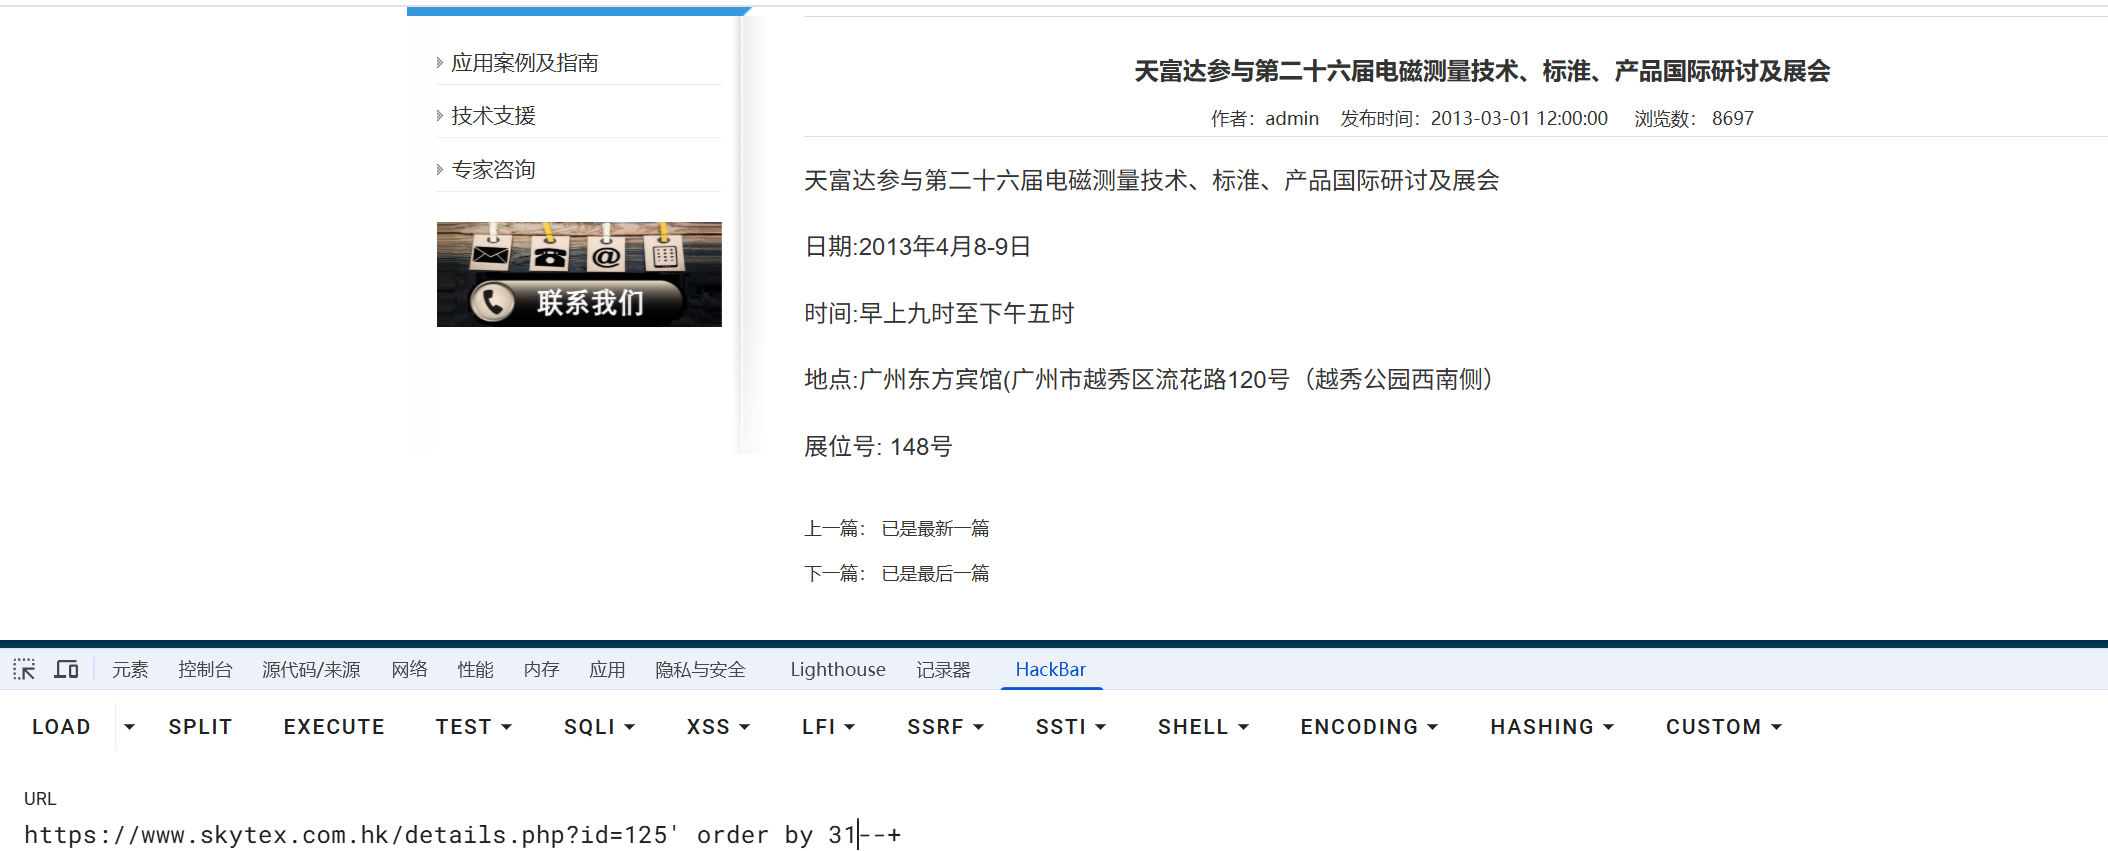 应用案例及指南
技术支援
专家咨询
联系我们
天富达参与第二十六届电磁测量技术、标淮、产品国际研讨及展会
作者：admin 发布时间：2013-03-01 12:00:00 浏览数： 8697
天富达参与第二十六届电磁测量技术、标淮、产品国际研讨及展会
日期:2013年4月8-9日
时间:早上九时至下午五时
地点:广州东方宾馆(广州市越秀区流花路120号（越秀公园西南侧）
展位号: 148号
上一篇： 已是最新一篇
下一篇： 已是最后一篇
元素 控制台 源代码/来源 网络 性能 内存 应用 隐私与安全 Lighthouse 记录器 HackBar
LOAD SPLIT EXECUTE TEST SQLI XSS LFI SSRF SSTI SHELL ENCODING HASHING CUSTOM
URL
https://www.skytex.com.hk/details.php?id=125' order by 31--+